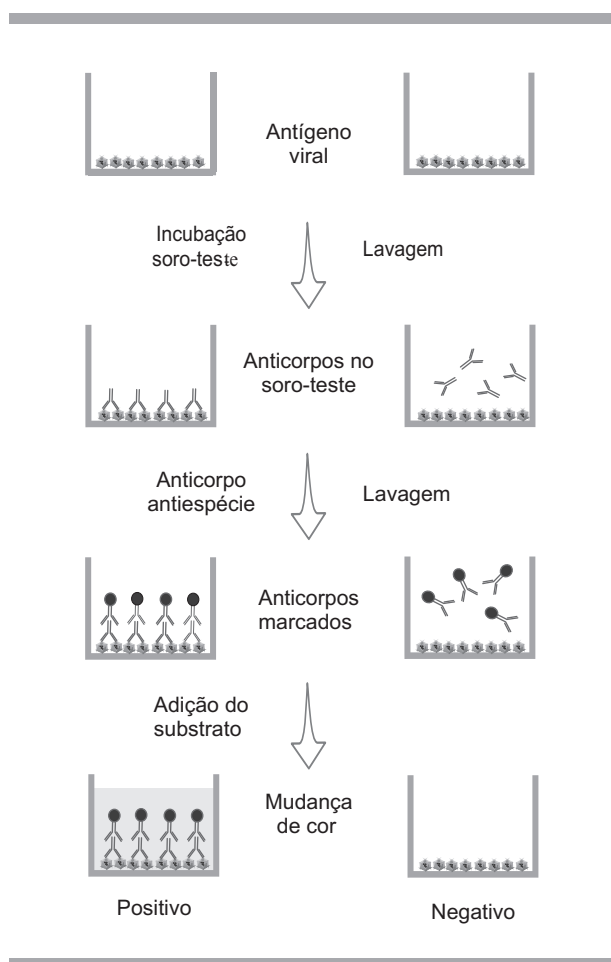 Antígeno
viral
Incubação
soro-teste
Lavagem
Anticorpos no
soro-teste
Anticorpo
antiespécie
Lavagem
Anticorpos
marcados
Adição do
substrato
Mudança
de cor
Positivo
Negativo